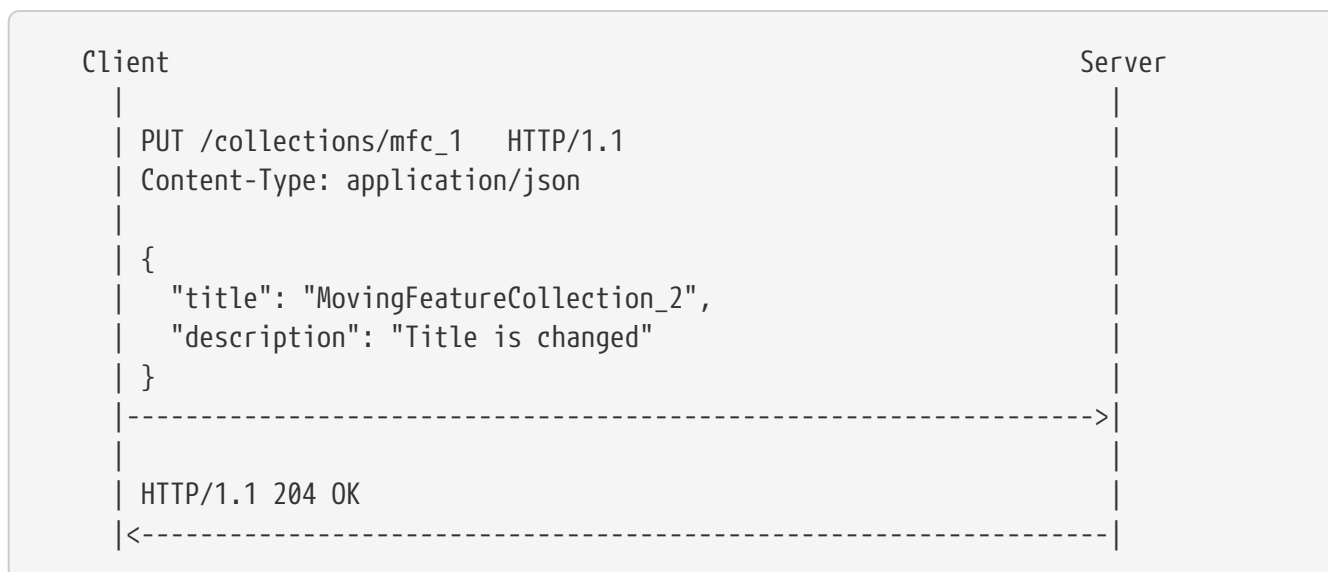 Client                                                                Server
  |                                                                    |
  | PUT /collections/mfc_1   HTTP/1.1                                  |
  | Content-Type: application/json                                     |
  |                                                                    |
  | {                                                                  |
  |   "title": "MovingFeatureCollection_2",                            |
  |   "description": "Title is changed"                                |
  | }                                                                  |
  |------------------------------------------------------------------>|
  |                                                                    |
  | HTTP/1.1 204 OK                                                    |
  |<------------------------------------------------------------------|